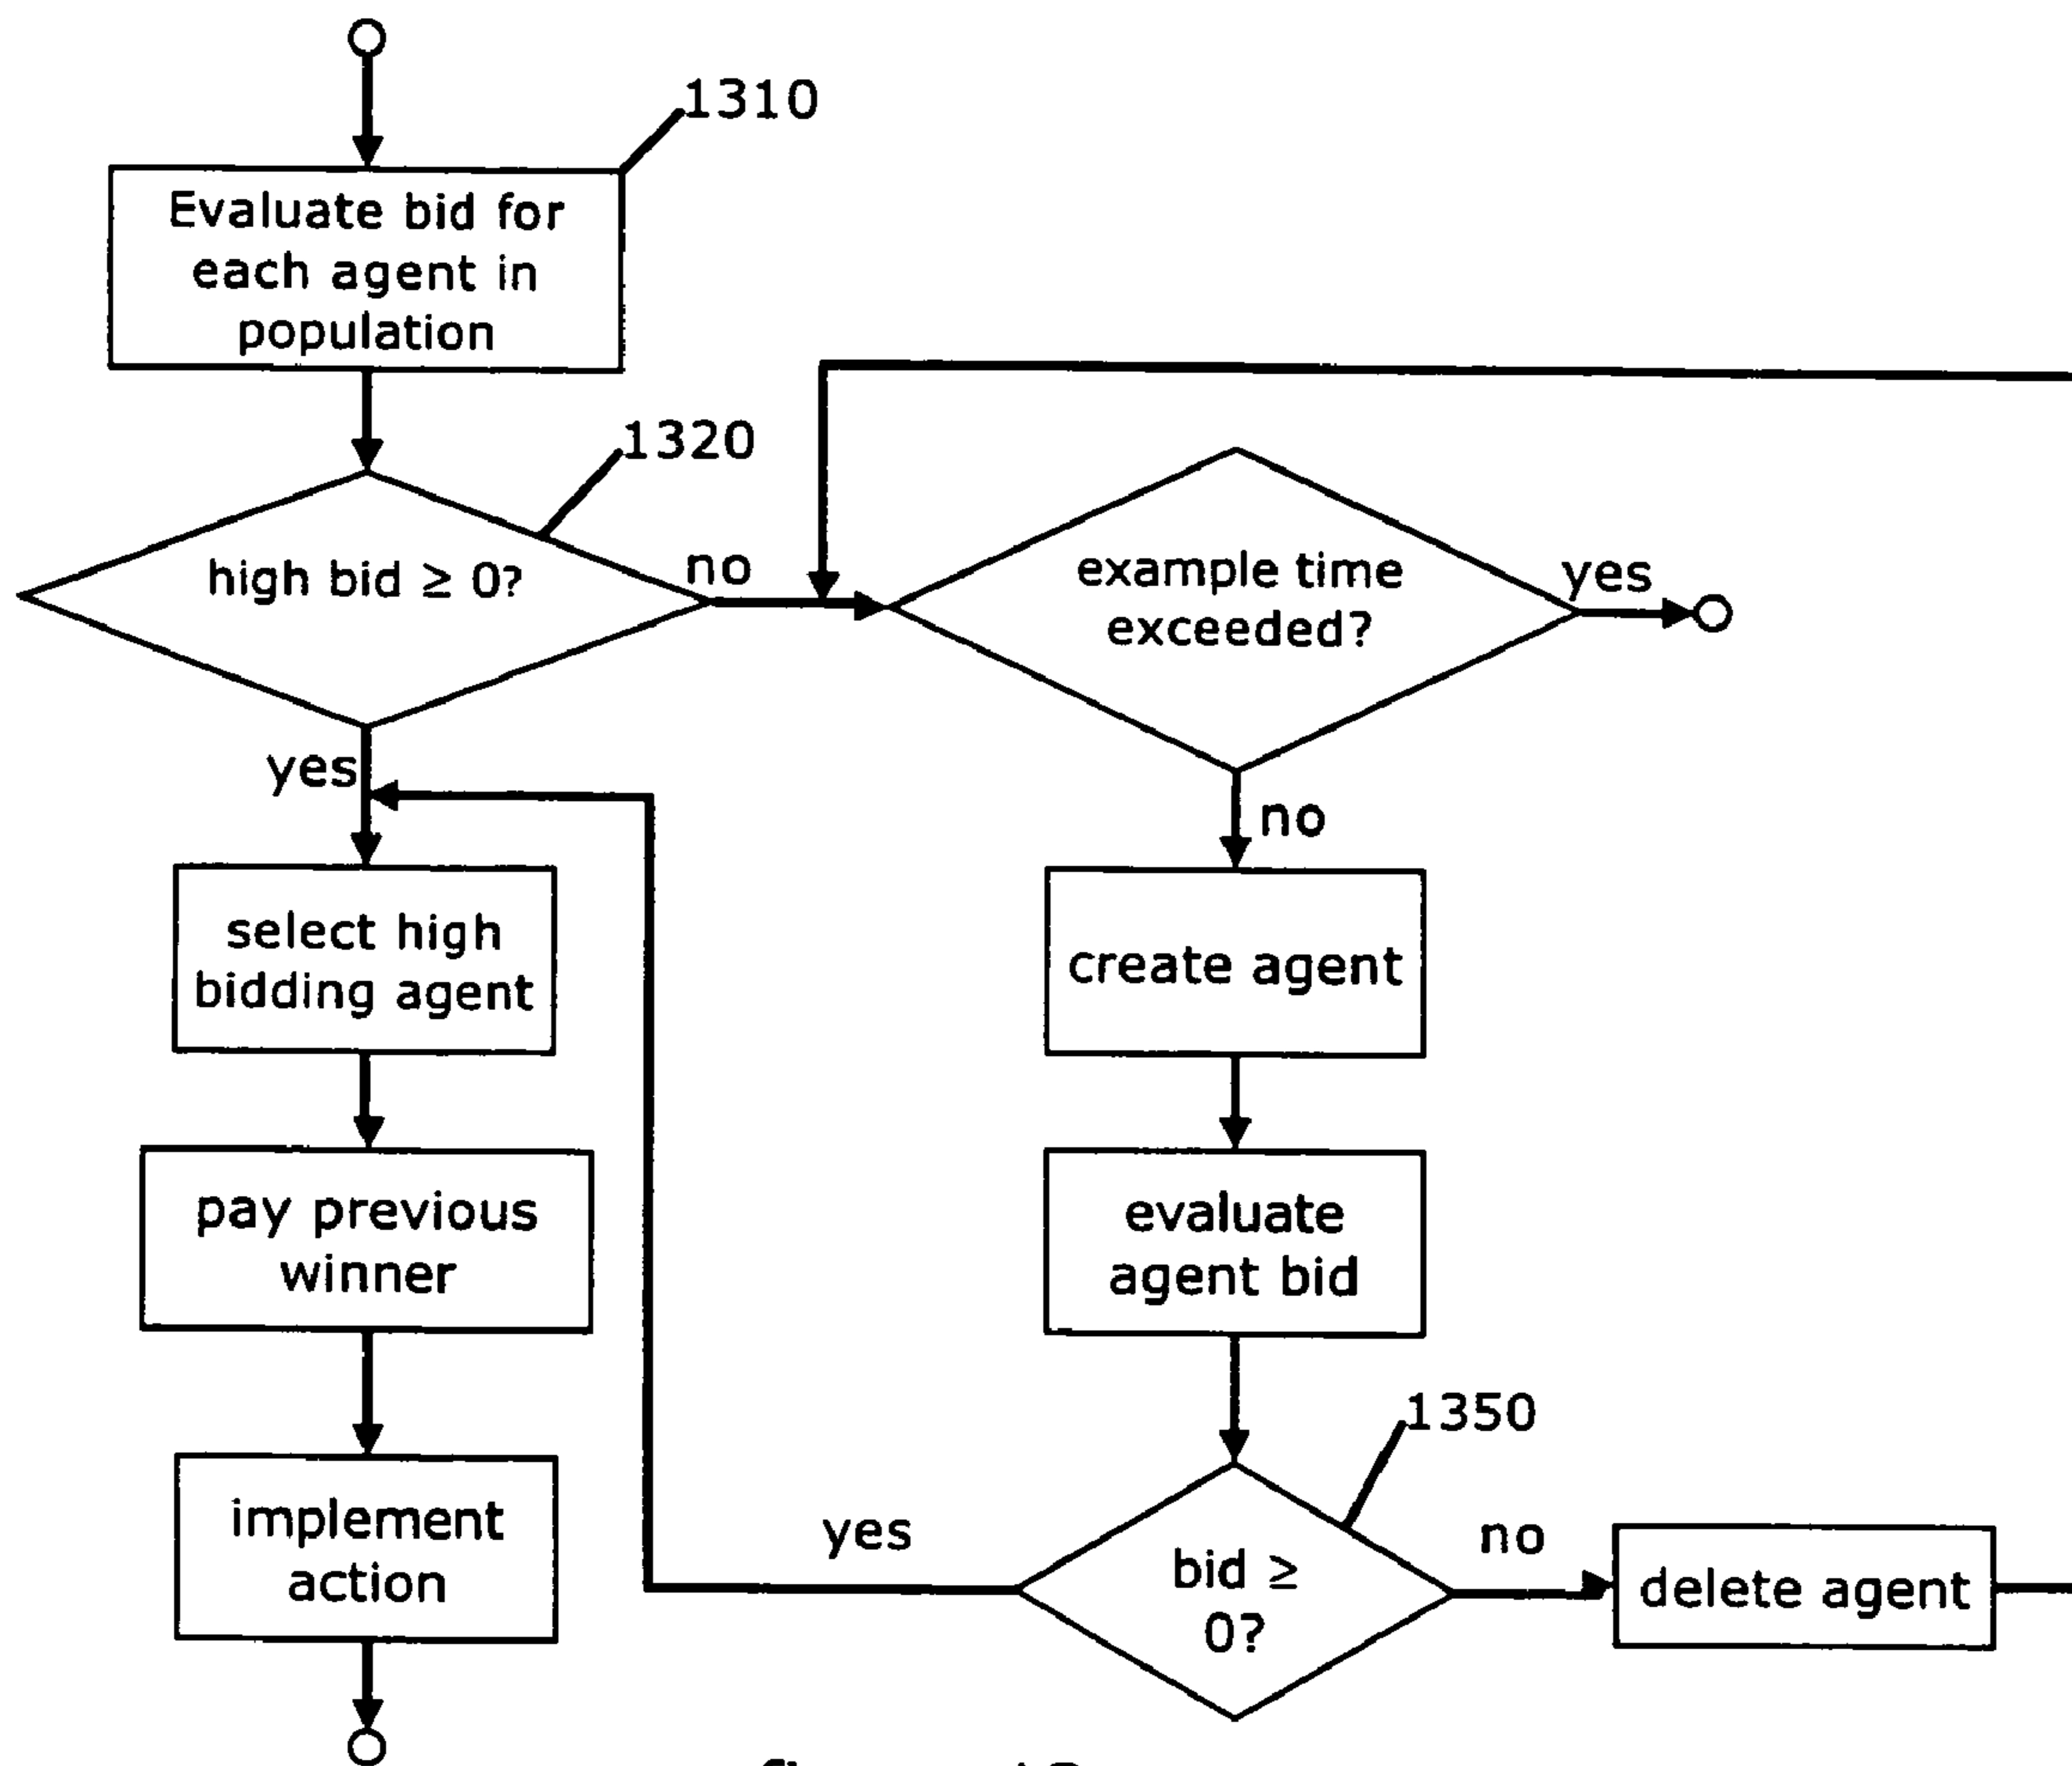 1310
Evaluate bid for
each agent in
population
1320
high bid ≥ 0?
no
example time
exceeded?
yes
yes
no
select high
bidding agent
create agent
pay previous
winner
evaluate
agent bid
1350
implement
action
yes
bid ≥
0?
no
delete agent